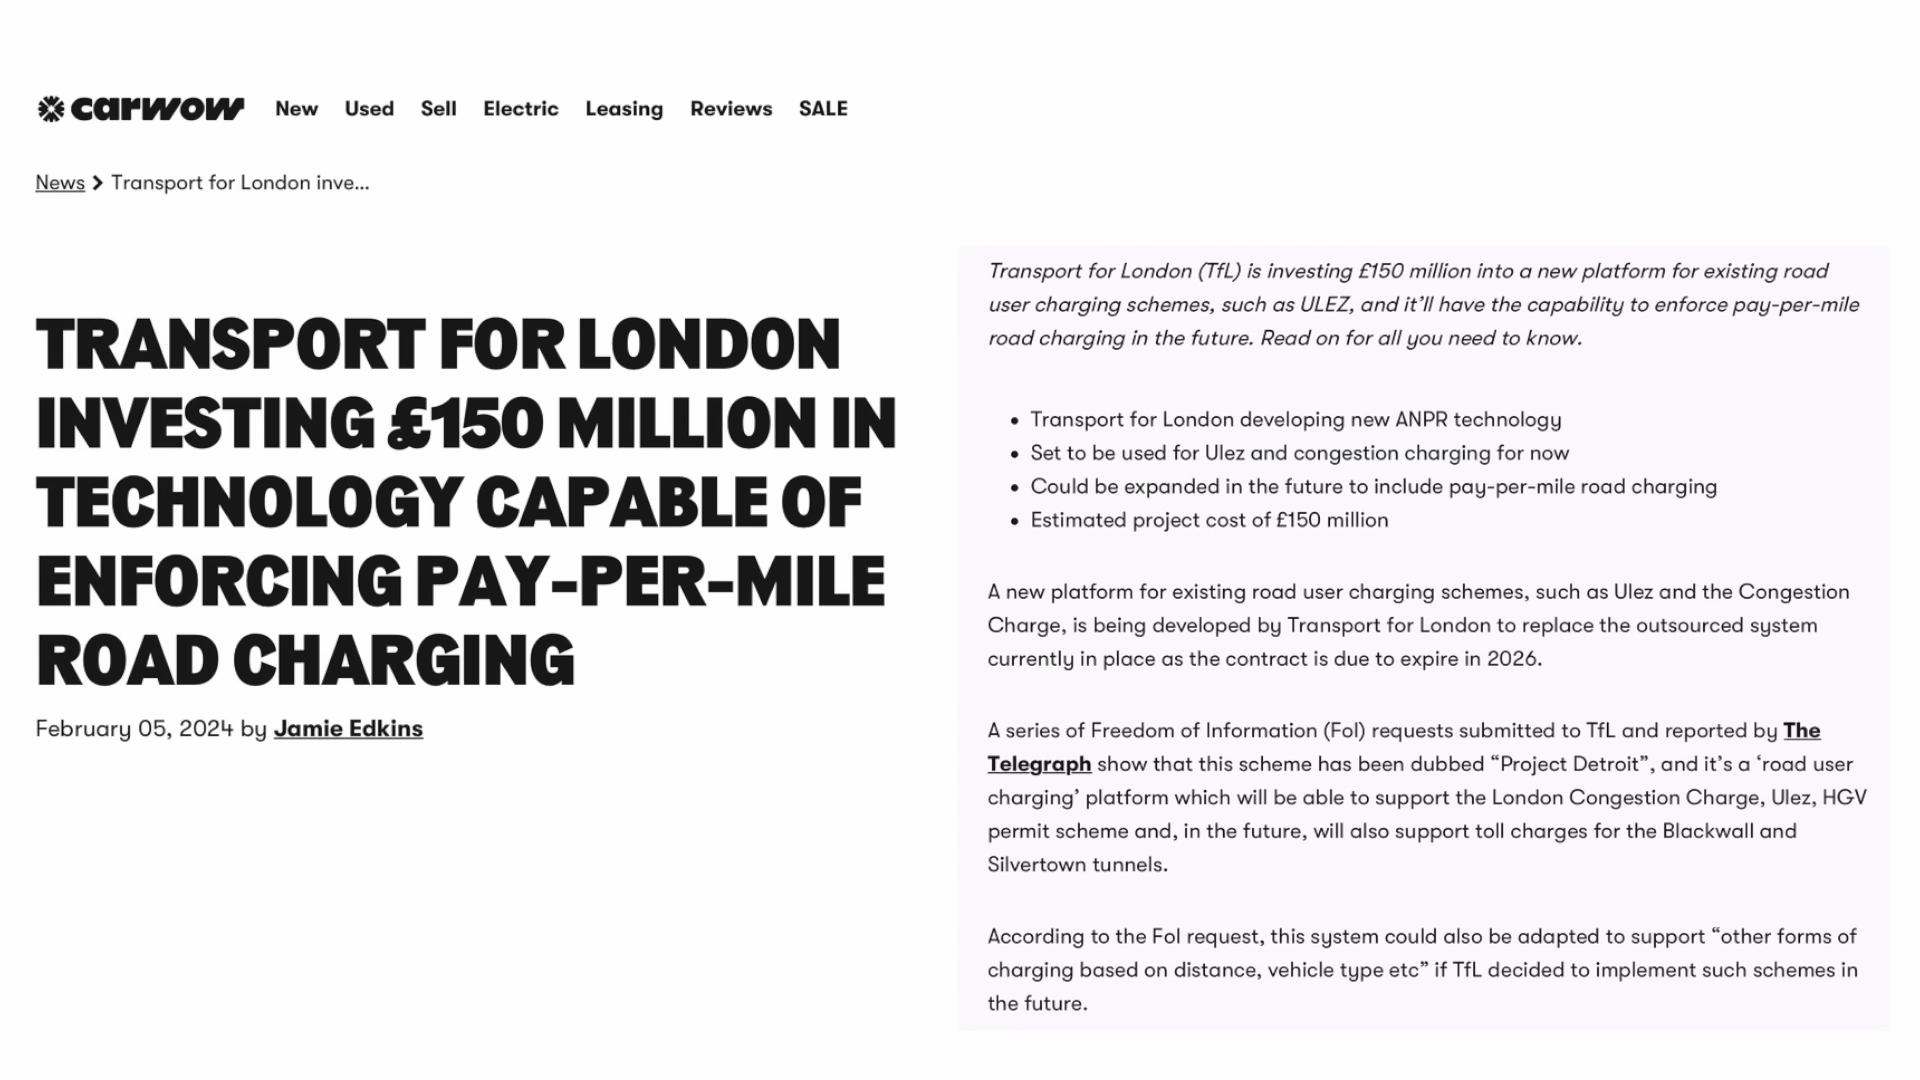 carwow New Used Sell Electric Leasing Reviews SALE
News > Transport for London inve...
TRANSPORT FOR LONDON
INVESTING £150 MILLION IN
TECHNOLOGY CAPABLE OF
ENFORCING PAY-PER-MILE
ROAD CHARGING
February 05, 2024 by Jamie Edkins
Transport for London (TfL) is investing £150 million into a new platform for existing road
user charging schemes, such as ULEZ, and it’ll have the capability to enforce pay-per-mile
road charging in the future. Read on for all you need to know.
• Transport for London developing new ANPR technology
• Set to be used for Ulez and congestion charging for now
• Could be expanded in the future to include pay-per-mile road charging
• Estimated project cost of £150 million
A new platform for existing road user charging schemes, such as Ulez and the Congestion
Charge, is being developed by Transport for London to replace the outsourced system
currently in place as the contract is due to expire in 2026.
A series of Freedom of Information (FoI) requests submitted to TfL and reported by The
Telegraph show that this scheme has been dubbed “Project Detroit”, and it’s a ‘road user
charging’ platform which will be able to support the London Congestion Charge, Ulez, HGV
permit scheme and, in the future, will also support toll charges for the Blackwall and
Silvertown tunnels.
According to the FoI request, this system could also be adapted to support “other forms of
charging based on distance, vehicle type etc” if TfL decided to implement such schemes in
the future.